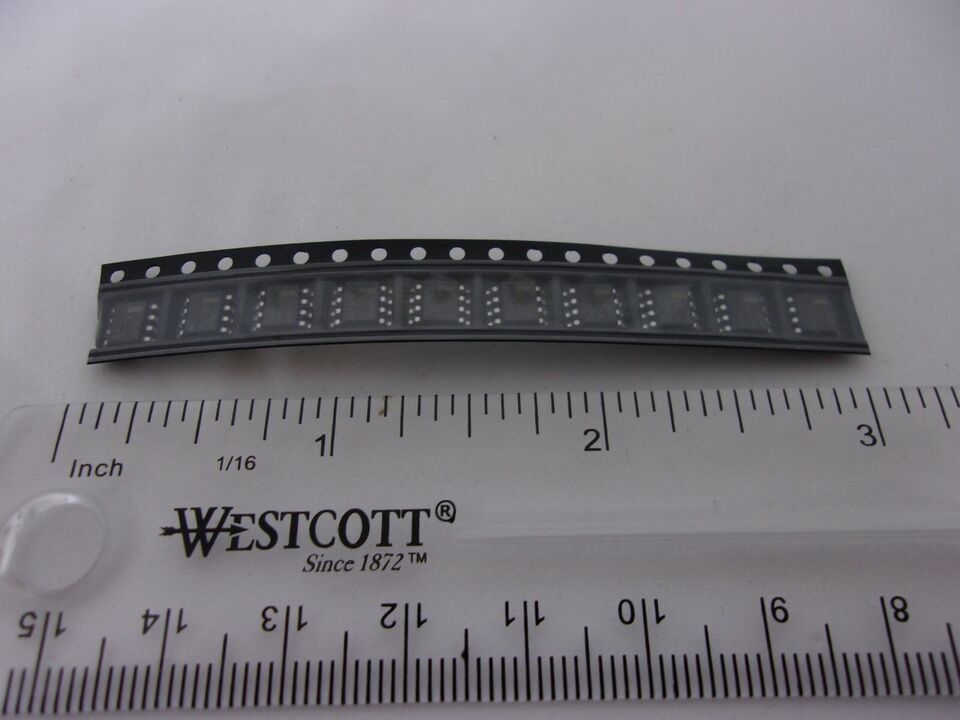 1 2 3
Inch 1/16
WESTCOTT®
Since 1872™
15 14 13 12 11 10 9 8